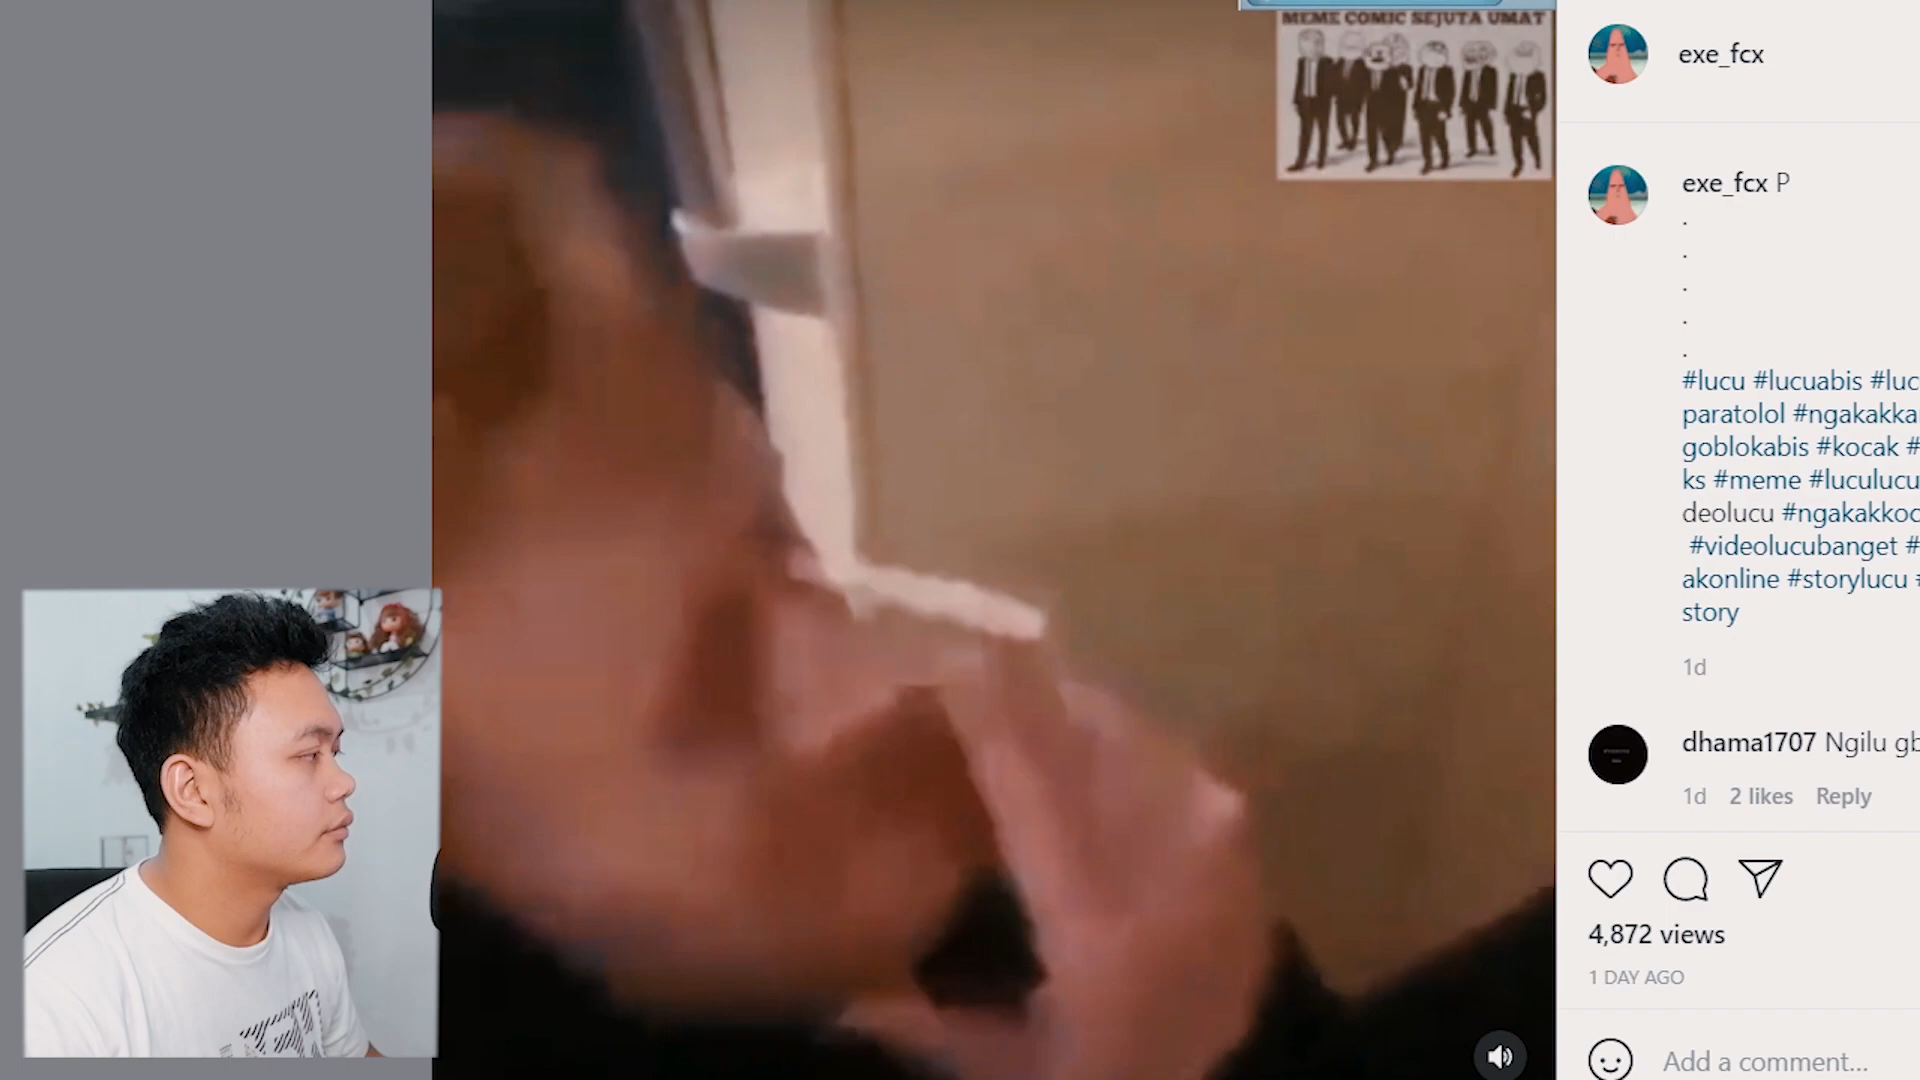 MEME COMIC SEJUTA UMAT
exe_fcx
exe_fcx P
.
.
.
.
.
#lucu #lucuabis #luc
paratolol #ngakakka
goblokabis #kocak #
ks #meme #luculucu
deolucu #ngakakkoc
#videolucubanget #
akonline #storylucu #
story
1d
dhama1707 Ngilu gb
1d 2 likes Reply
4,872 views
1 DAY AGO
Add a comment...